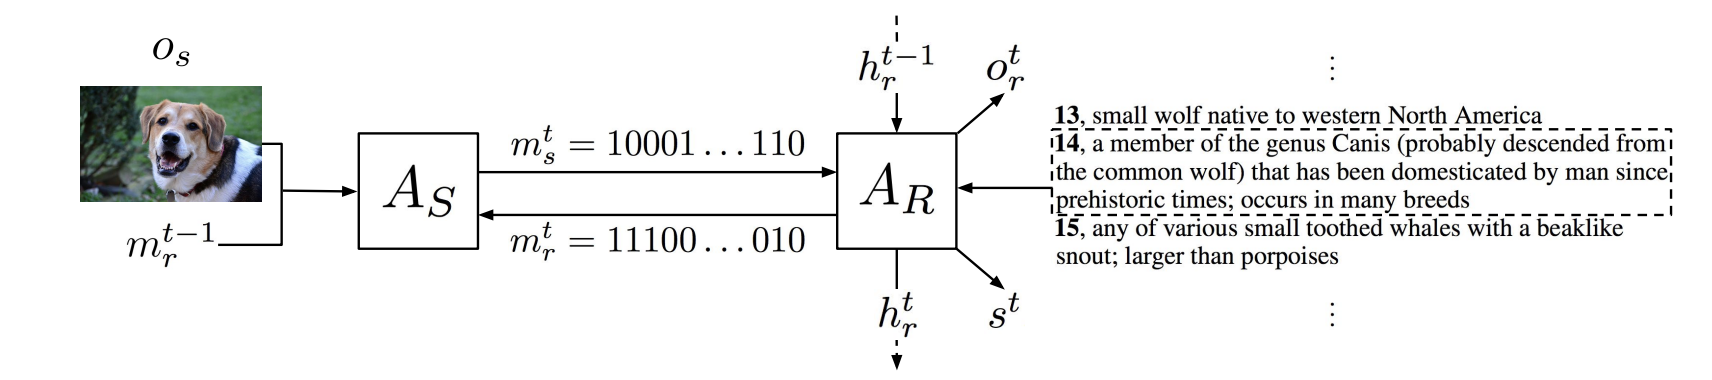 o_s
m_r^{t-1}
A_S
m_s^t = 10001 . . . 110
m_r^t = 11100 . . . 010
h_r^{t-1}
o_r^t
A_R
h_r^t
s^t
⋮
13, small wolf native to western North America
14, a member of the genus Canis (probably descended from
the common wolf) that has been domesticated by man since
prehistoric times; occurs in many breeds
15, any of various small toothed whales with a beaklike
snout; larger than porpoises
⋮